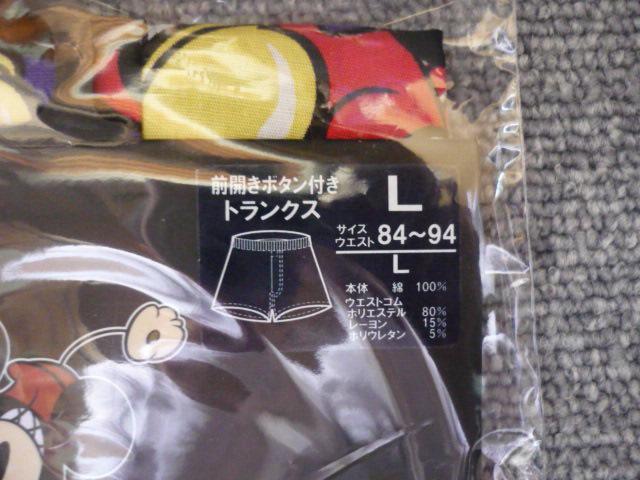 前開きボタン付き
トランクス
L
サイズ
ウエスト 84～94
L
本体 綿 100%
ウエストゴム
ポリエステル 80%
レーヨン 15%
ポリウレタン 5%